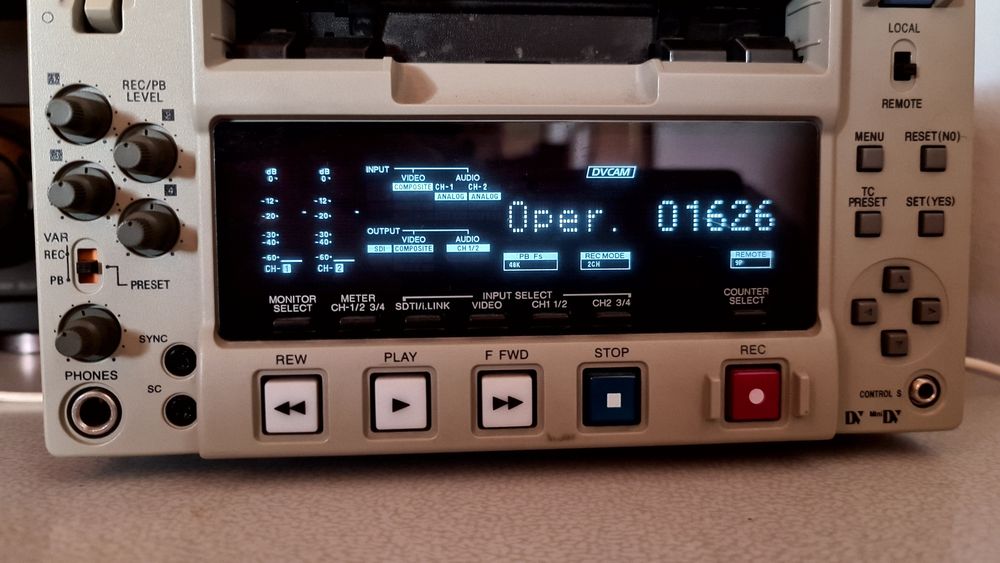 REC/PB
LEVEL
4
VAR
REC
PB
PRESET
SYNC
PHONES
SC
dB
0
-12
-20
-30
-40
-60
CH-1
dB
0
-12
-20
-30
-40
-60
CH-2
INPUT
VIDEO
AUDIO
COMPOSITE
CH-1
CH-2
ANALOG
ANALOG
OUTPUT
VIDEO
AUDIO
SDI
COMPOSITE
CH 1/2
DVCAM
Oper. 01626
PB Fs
48K
REC MODE
2CH
REMOTE
9P
MONITOR
SELECT
METER
CH-1/2 3/4
INPUT SELECT
SDTI/i.LINK
VIDEO
CH1 1/2
CH2 3/4
COUNTER
SELECT
REW
PLAY
F FWD
STOP
REC
LOCAL
REMOTE
MENU
RESET(NO)
TC
PRESET
SET(YES)
CONTROL S
DV
Mini DV